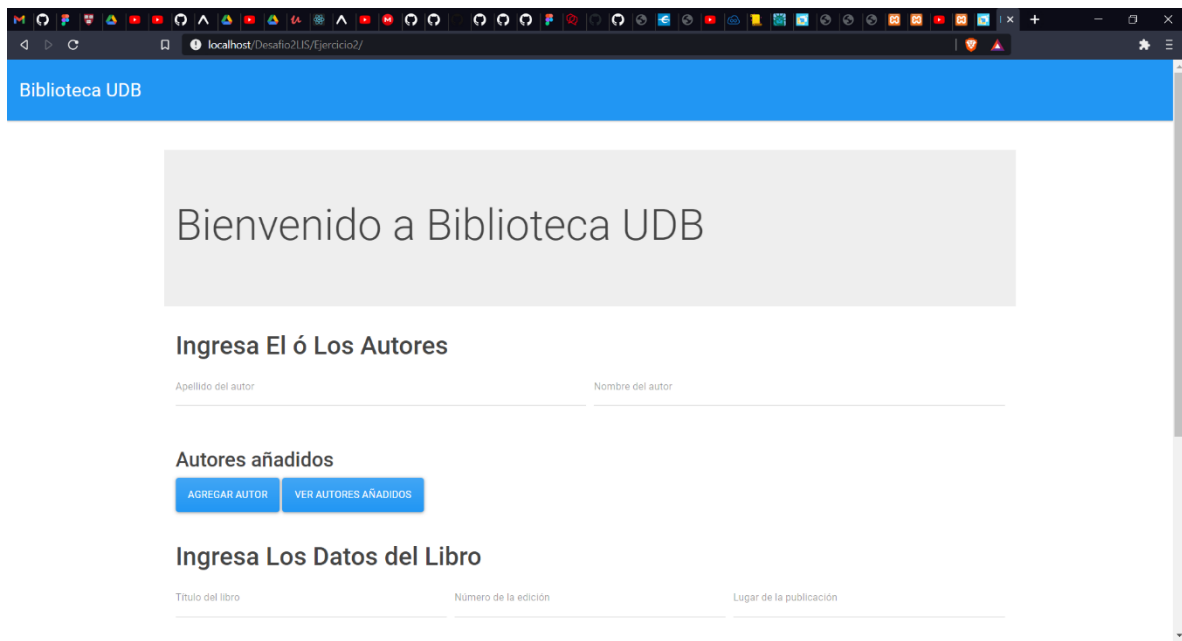 localhost/Desafio2LIS/Ejercicio2/
Biblioteca UDB
Bienvenido a Biblioteca UDB
Ingresa El ó Los Autores
Apellido del autor Nombre del autor
Autores añadidos
AGREGAR AUTOR VER AUTORES AÑADIDOS
Ingresa Los Datos del Libro
Título del libro Número de la edición Lugar de la publicación